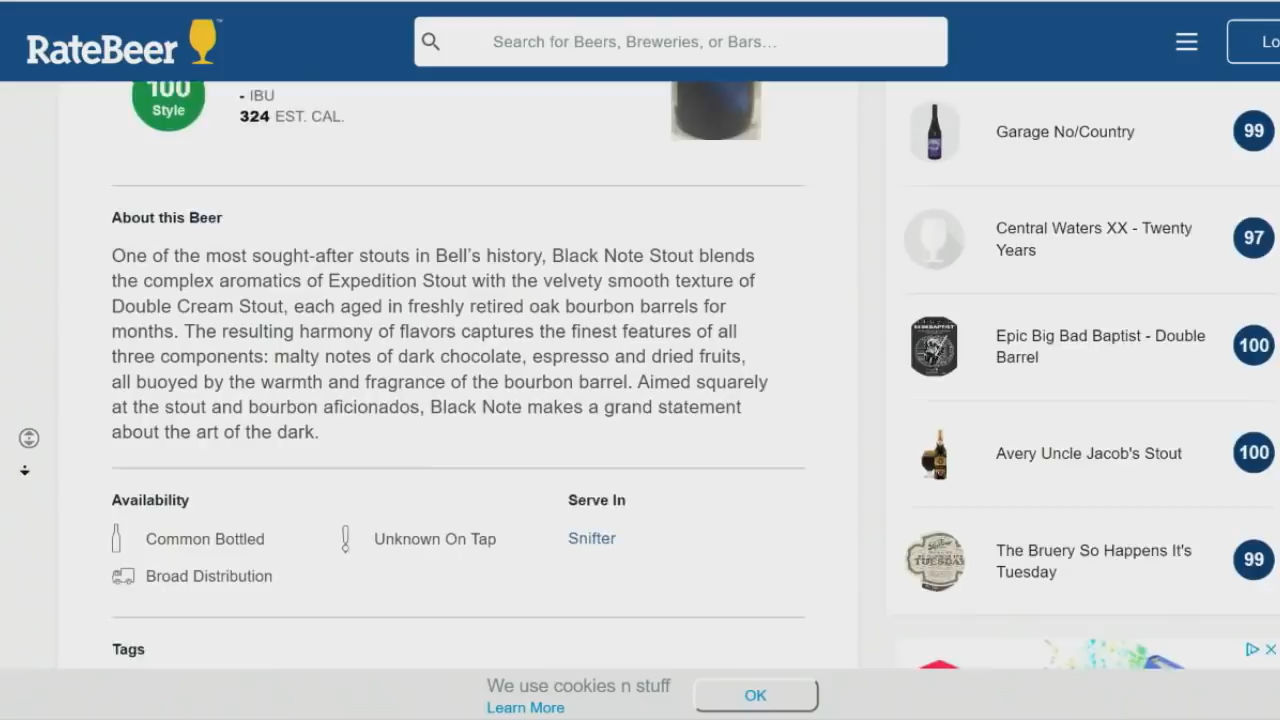 RateBeer
Search for Beers, Breweries, or Bars…
Lo
100
Style
- IBU
324 EST. CAL.
About this Beer
One of the most sought-after stouts in Bell's history, Black Note Stout blends
the complex aromatics of Expedition Stout with the velvety smooth texture of
Double Cream Stout, each aged in freshly retired oak bourbon barrels for
months. The resulting harmony of flavors captures the finest features of all
three components: malty notes of dark chocolate, espresso and dried fruits,
all buoyed by the warmth and fragrance of the bourbon barrel. Aimed squarely
at the stout and bourbon aficionados, Black Note makes a grand statement
about the art of the dark.
Availability
Common Bottled
Unknown On Tap
Broad Distribution
Serve In
Snifter
Tags
Garage No/Country
99
Central Waters XX - Twenty
Years
97
Epic Big Bad Baptist - Double
Barrel
100
Avery Uncle Jacob's Stout
100
The Bruery So Happens It's
Tuesday
99
TUESDAY
We use cookies n stuff
Learn More
OK